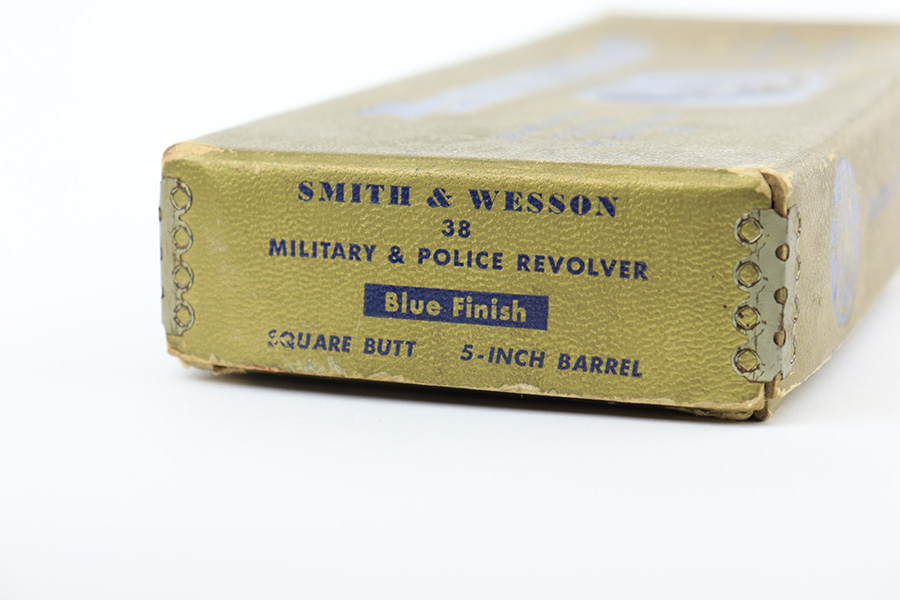 SMITH & WESSON
38
MILITARY & POLICE REVOLVER
Blue Finish
SQUARE BUTT 5-INCH BARREL